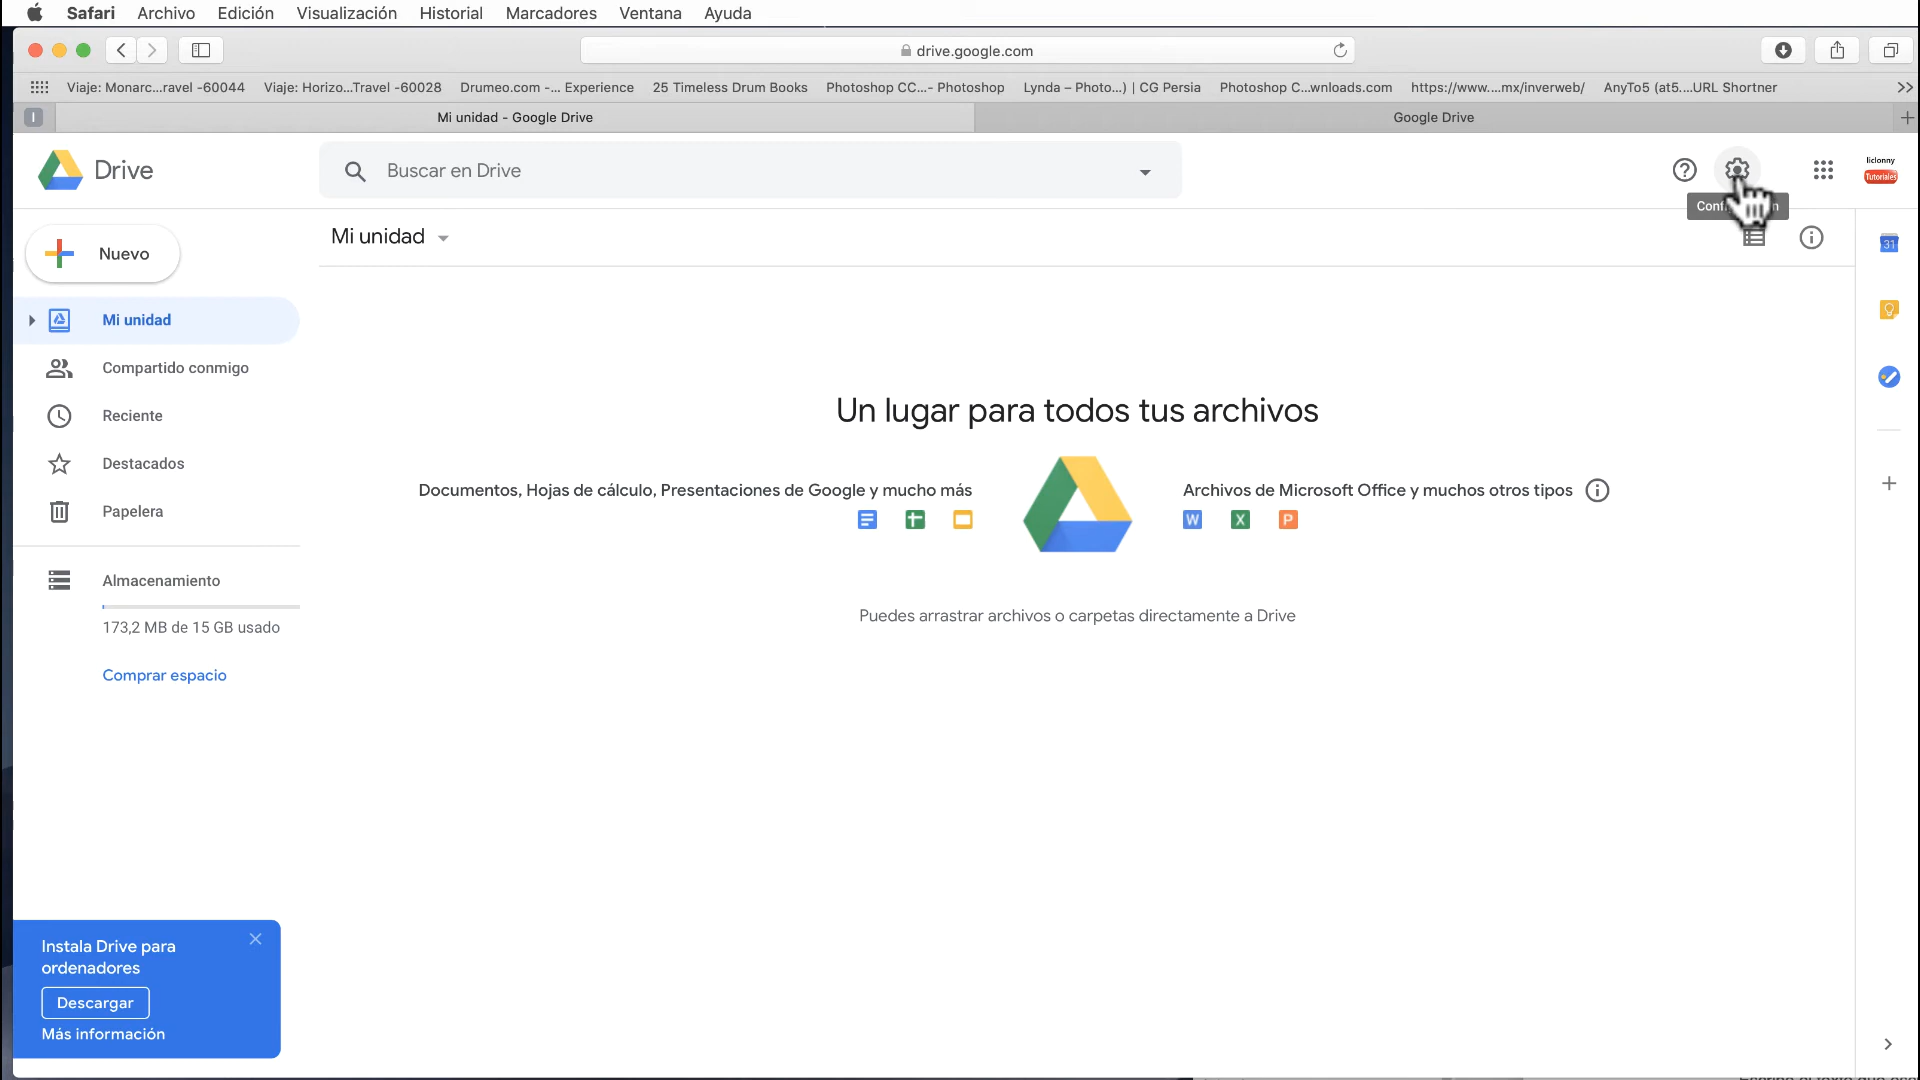 Safari Archivo Edición Visualización Historial Marcadores Ventana Ayuda
drive.google.com
Viaje: Monarc...ravel -60044 Viaje: Horizo...Travel -60028 Drumeo.com -... Experience 25 Timeless Drum Books Photoshop CC...- Photoshop Lynda – Photo...) | CG Persia Photoshop C...wnloads.com https://www....mx/inverweb/ AnyTo5 (at5....URL Shortner
I Mi unidad - Google Drive Google Drive
Drive
Buscar en Drive
liclonny
Tutoriales
Nuevo
Mi unidad
31
Mi unidad
Compartido conmigo
Reciente
Destacados
Papelera
Almacenamiento
173,2 MB de 15 GB usado
Comprar espacio
Un lugar para todos tus archivos
Documentos, Hojas de cálculo, Presentaciones de Google y mucho más
Archivos de Microsoft Office y muchos otros tipos
W X P
Puedes arrastrar archivos o carpetas directamente a Drive
Instala Drive para
ordenadores
Descargar
Más información